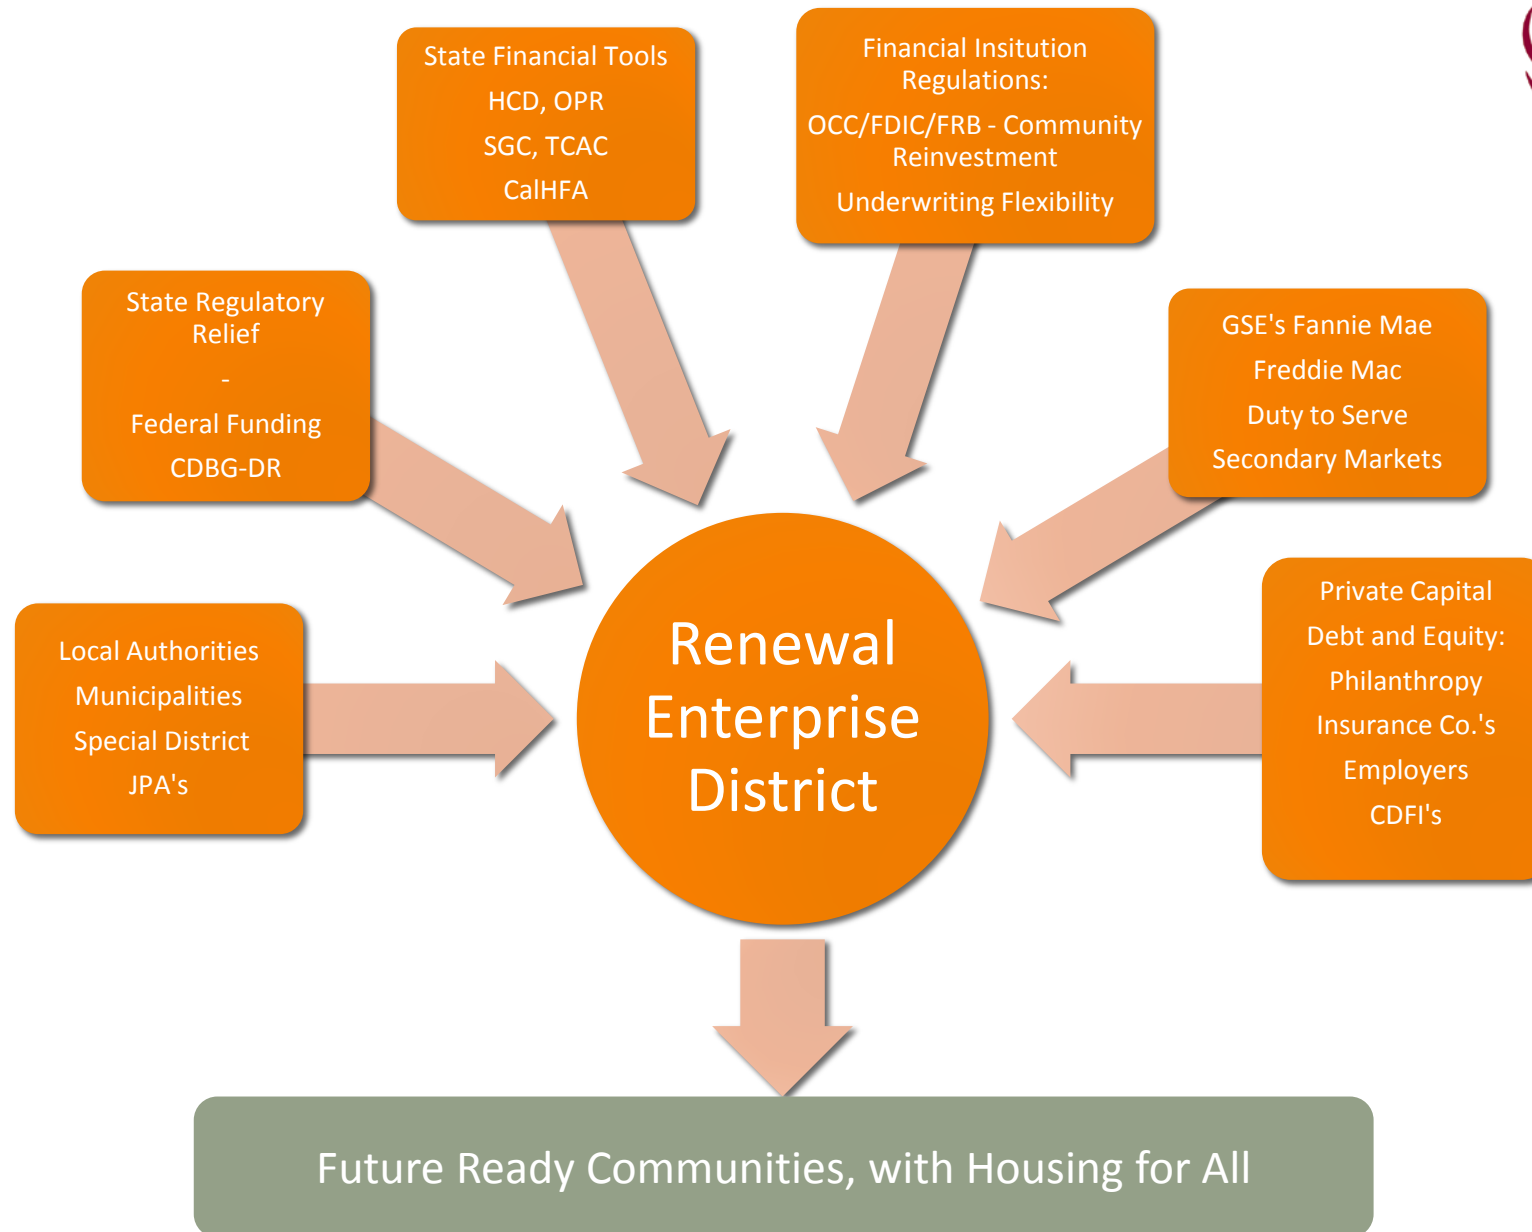 State Financial Tools
HCD, OPR
SGC, TCAC
CalHFA
Financial Insitution
Regulations:
OCC/FDIC/FRB - Community
Reinvestment
Underwriting Flexibility
State Regulatory
Relief
-
Federal Funding
CDBG-DR
GSE's Fannie Mae
Freddie Mac
Duty to Serve
Secondary Markets
Local Authorities
Municipalities
Special District
JPA's
Renewal
Enterprise
District
Private Capital
Debt and Equity:
Philanthropy
Insurance Co.'s
Employers
CDFI's
Future Ready Communities, with Housing for All